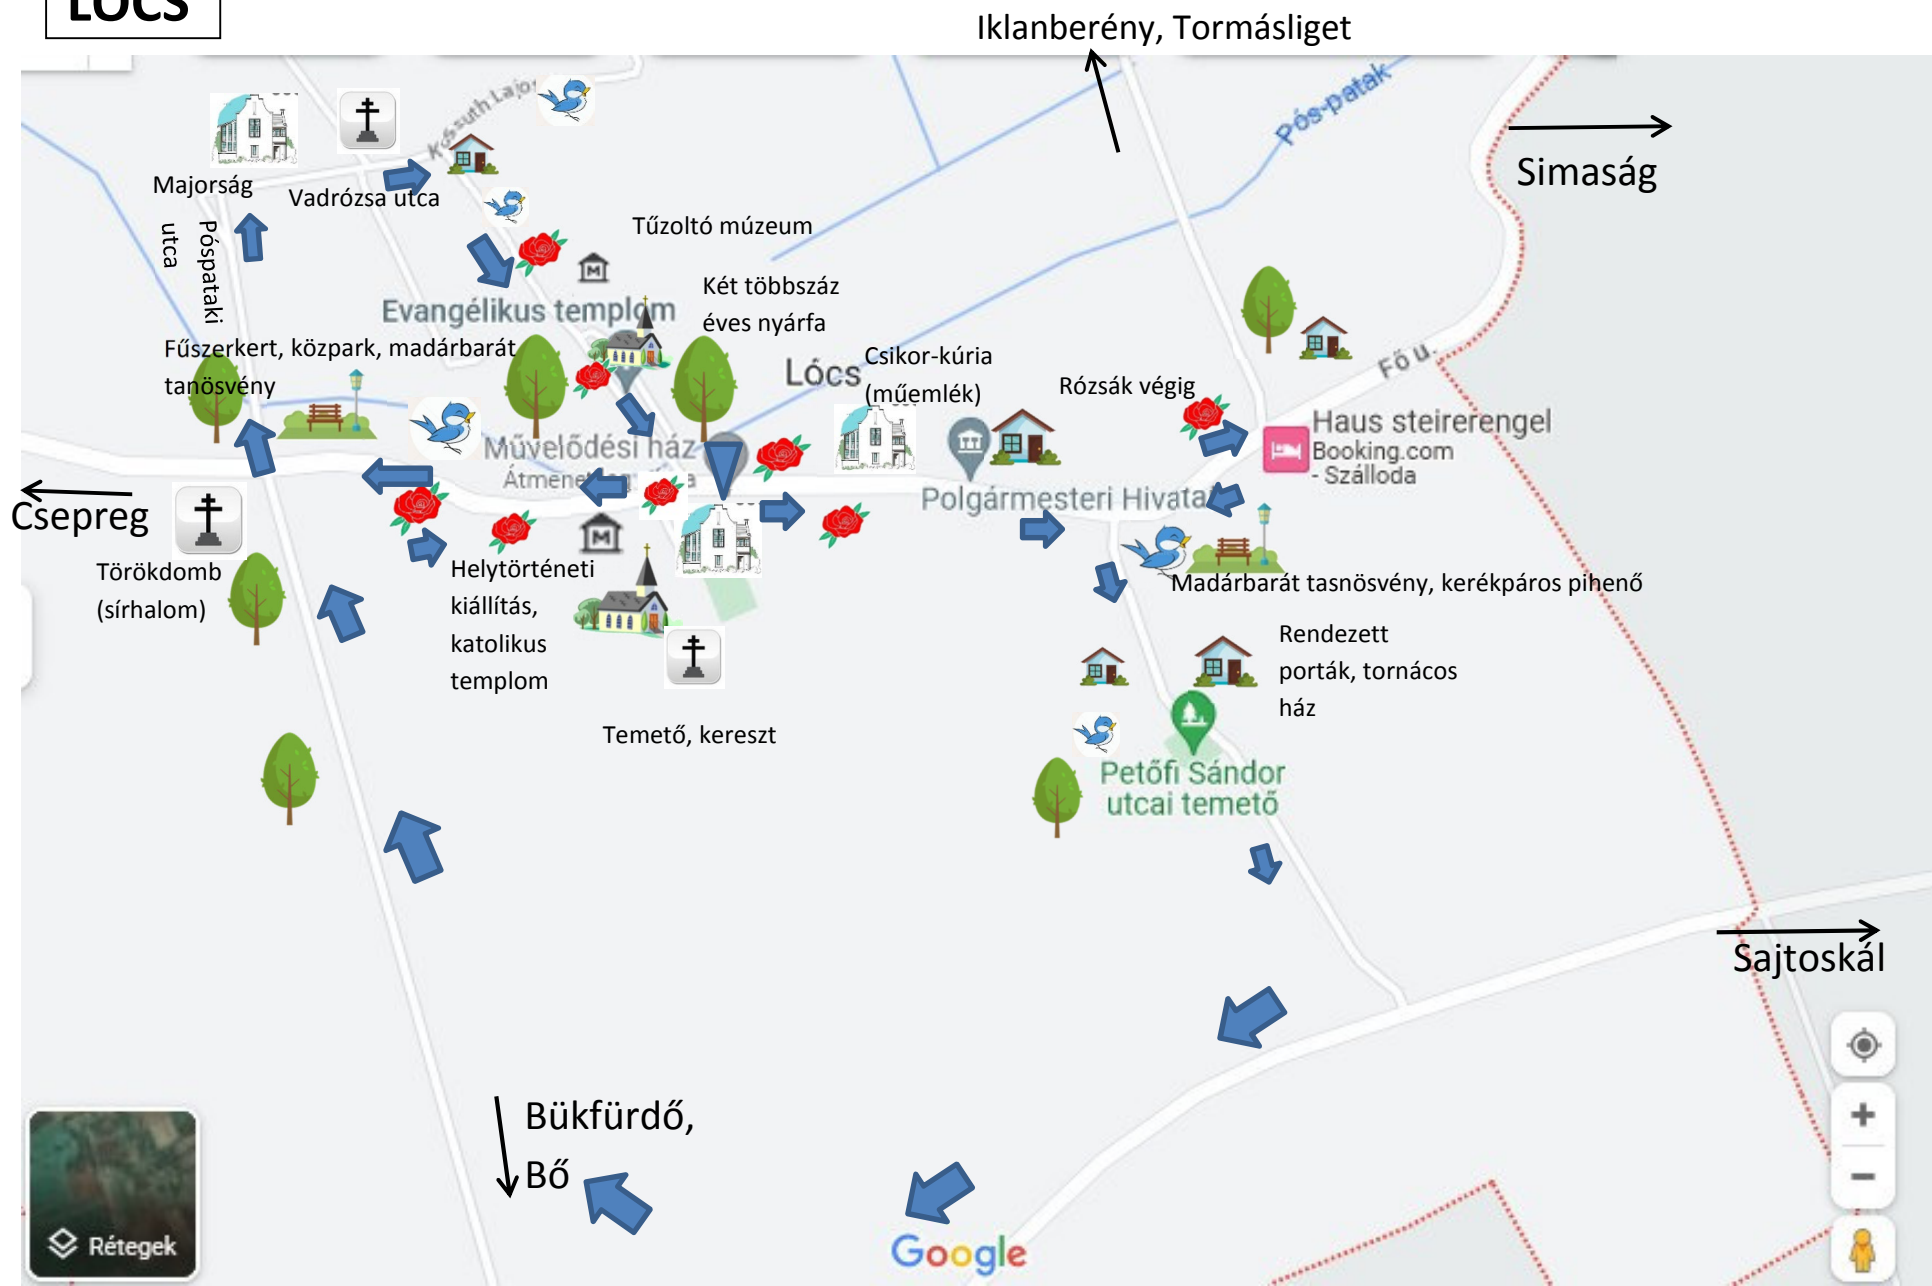 LÓCS
Iklanberény, Tormásliget
Pós-patak
Simaság
Kossuth Lajos
Majorság
Vadrózsa utca
Póspataki
utca
Tűzoltó múzeum
Evangélikus templom
Két többszáz
éves nyárfa
Fűszerkert, közpark, madárbarát
tanösvény
Lócs
Csikor-kúria
(műemlék)
Rózsák végig
Fő u.
Haus steirerengel
Booking.com
- Szálloda
Művelődési ház
Csepreg
Polgármesteri Hivatal
Törökdomb
(sírhalom)
Helytörténeti
kiállítás,
katolikus
templom
Madárbarát tasnösvény, kerékpáros pihenő
Rendezett
porták, tornácos
ház
Temető, kereszt
Petőfi Sándor
utcai temető
Sajtoskál
Bükfürdő,
Bő
Rétegek
Google